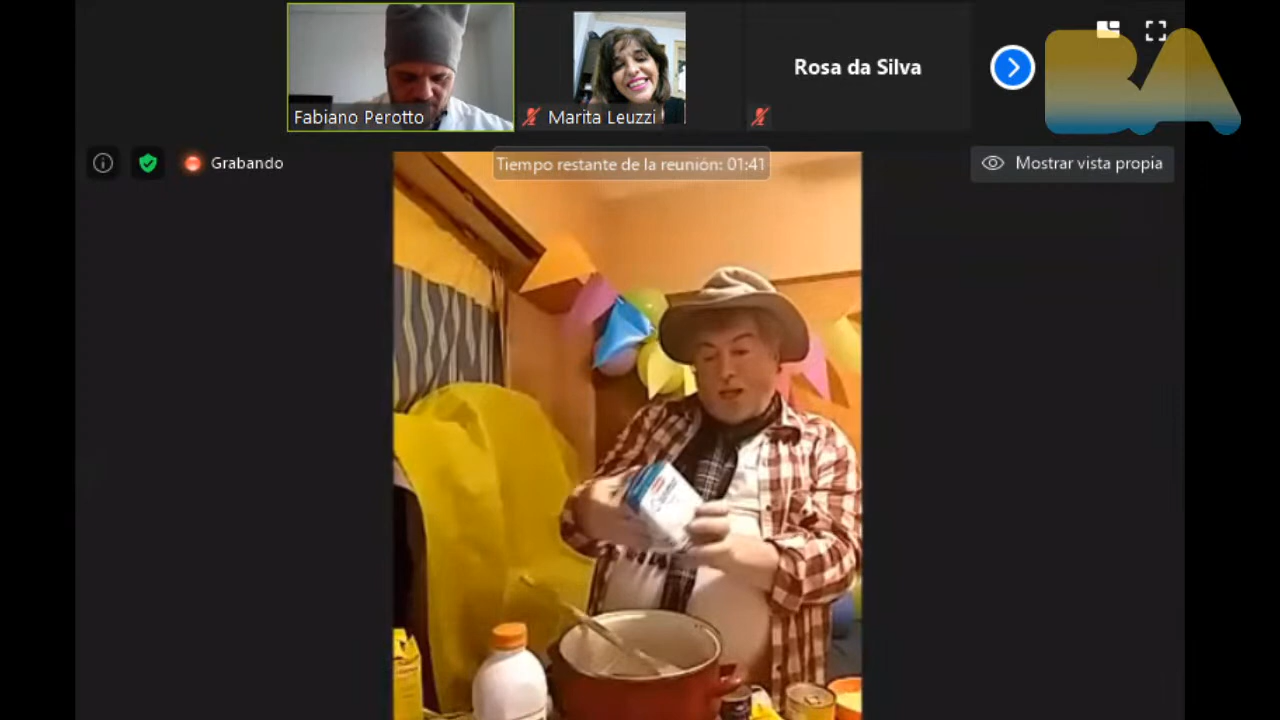 Rosa da Silva
Fabiano Perotto
Marita Leuzzi
BA
Grabando
Tiempo restante de la reunión: 01:41
Mostrar vista propia